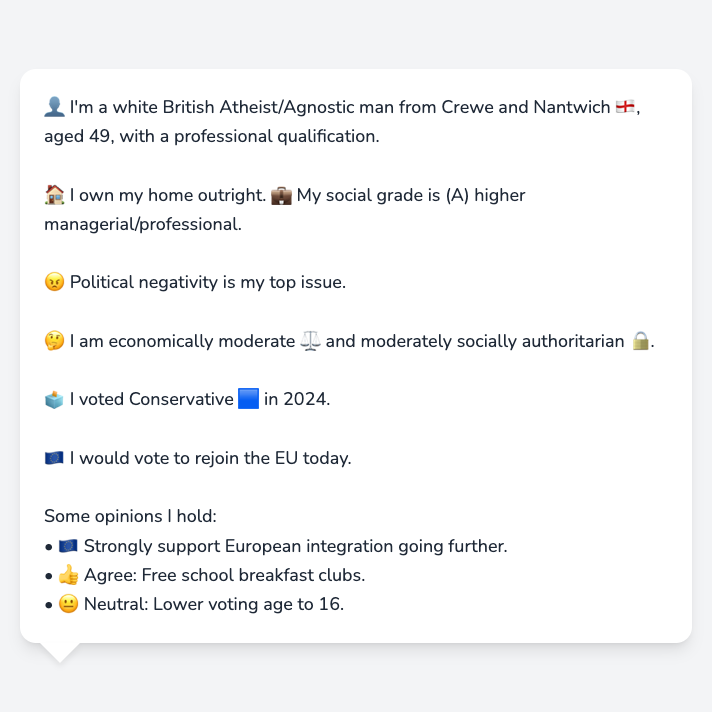 👤 I'm a white British Atheist/Agnostic man from Crewe and Nantwich 🏴󠁧󠁢󠁥󠁮󠁧󠁿,
aged 49, with a professional qualification.
🏠 I own my home outright. 💼 My social grade is (A) higher
managerial/professional.
😠 Political negativity is my top issue.
🤔 I am economically moderate ⚖️ and moderately socially authoritarian 🔒.
🗳️ I voted Conservative 🟦 in 2024.
🇪🇺 I would vote to rejoin the EU today.
Some opinions I hold:
• 🇪🇺 Strongly support European integration going further.
• 👍 Agree: Free school breakfast clubs.
• 😐 Neutral: Lower voting age to 16.